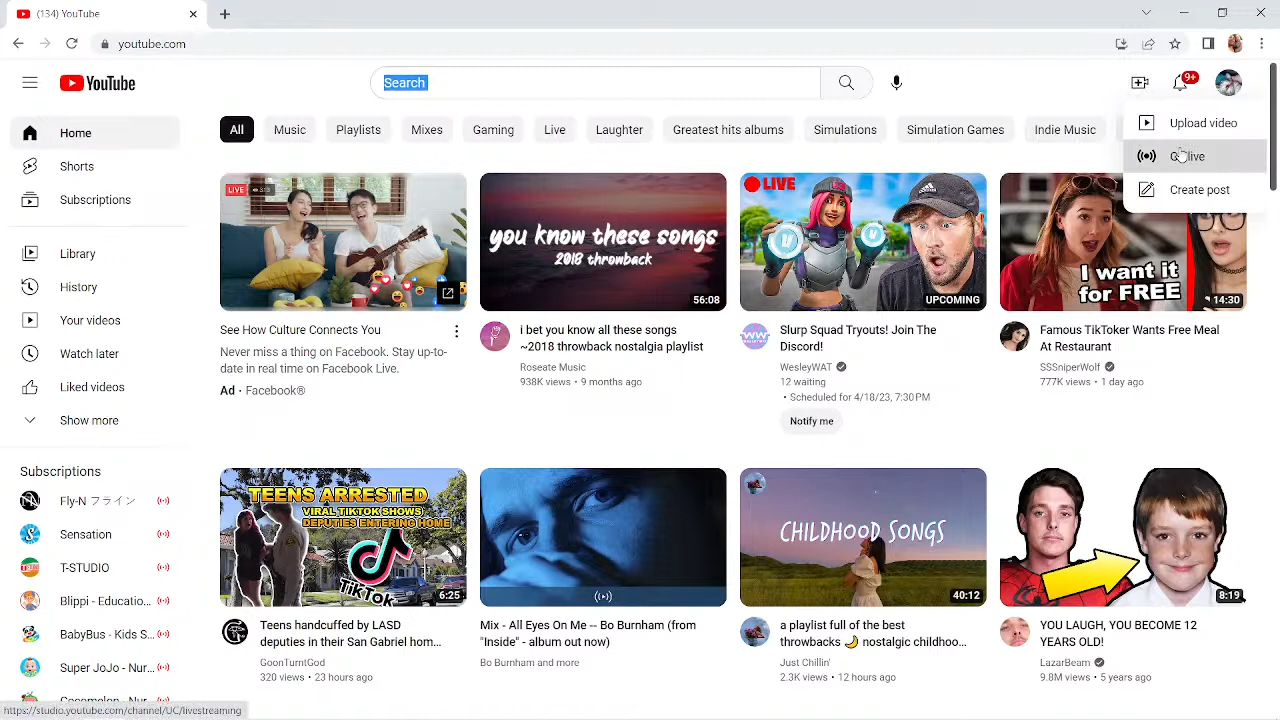 (134) YouTube
youtube.com
YouTube
Search
9+
Home
Shorts
Subscriptions
Library
History
Your videos
Watch later
Liked videos
Show more
Subscriptions
Fly-N フライン
Sensation
T-STUDIO
Blippi - Educatio...
BabyBus - Kids S...
Super JoJo - Nur...
https://studio.youtube.com/channel/UC/livestreaming
All
Music
Playlists
Mixes
Gaming
Live
Laughter
Greatest hits albums
Simulations
Simulation Games
Indie Music
Upload video
Go live
Create post
LIVE
See How Culture Connects You
Never miss a thing on Facebook. Stay up-to-
date in real time on Facebook Live.
Ad · Facebook®
you know these songs
2018 throwback
56:08
i bet you know all these songs
~2018 throwback nostalgia playlist
Roseate Music
938K views • 9 months ago
LIVE
UPCOMING
Slurp Squad Tryouts! Join The
Discord!
WesleyWAT
12 waiting
• Scheduled for 4/18/23, 7:30 PM
Notify me
I want it
for FREE
14:30
Famous TikToker Wants Free Meal
At Restaurant
SSSniperWolf
777K views • 1 day ago
TEENS ARRESTED
VIRAL TIKTOK SHOWS
DEPUTIES ENTERING HOME
TikTok
6:25
Teens handcuffed by LASD
deputies in their San Gabriel hom...
GoonTurntGod
320 views • 23 hours ago
Mix - All Eyes On Me -- Bo Burnham (from
"Inside" - album out now)
Bo Burnham and more
CHILDHOOD SONGS
40:12
a playlist full of the best
throwbacks 🌙 nostalgic childhoo...
Just Chillin'
2.3K views • 12 hours ago
8:19
YOU LAUGH, YOU BECOME 12
YEARS OLD!
LazarBeam
9.8M views • 5 years ago